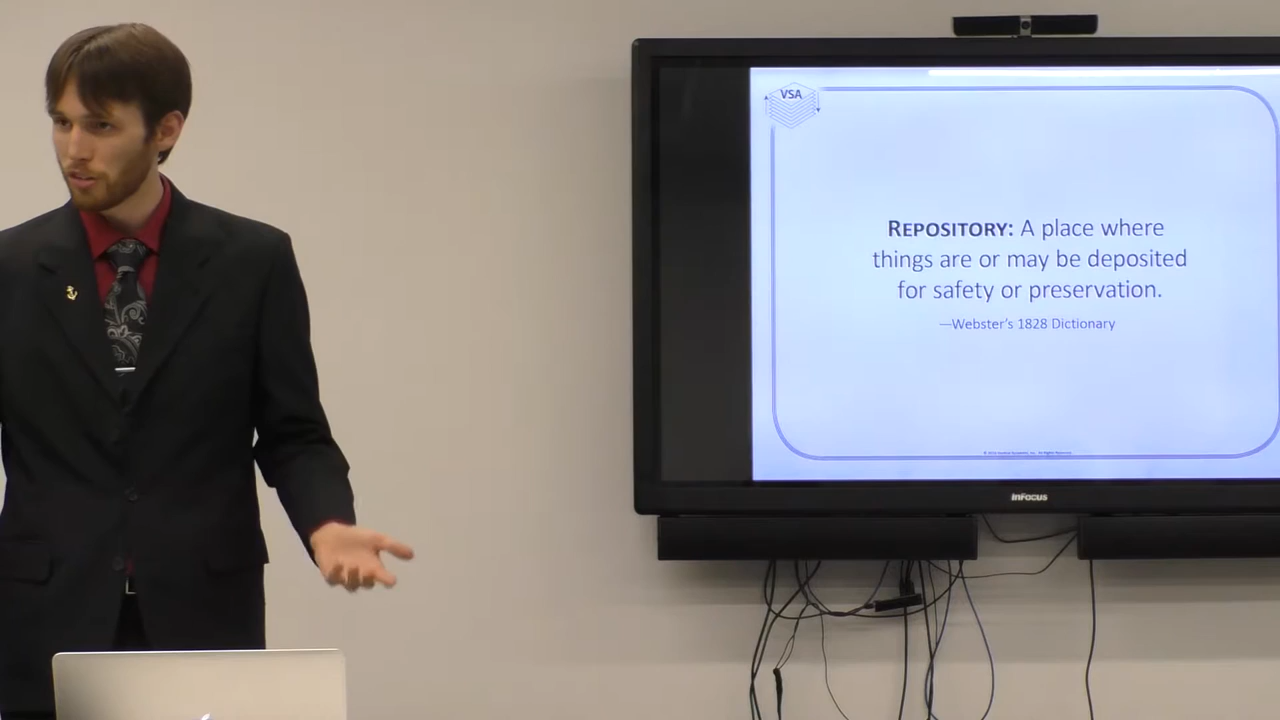 VSA
REPOSITORY: A place where
things are or may be deposited
for safety or preservation.
—Webster's 1828 Dictionary
InFocus